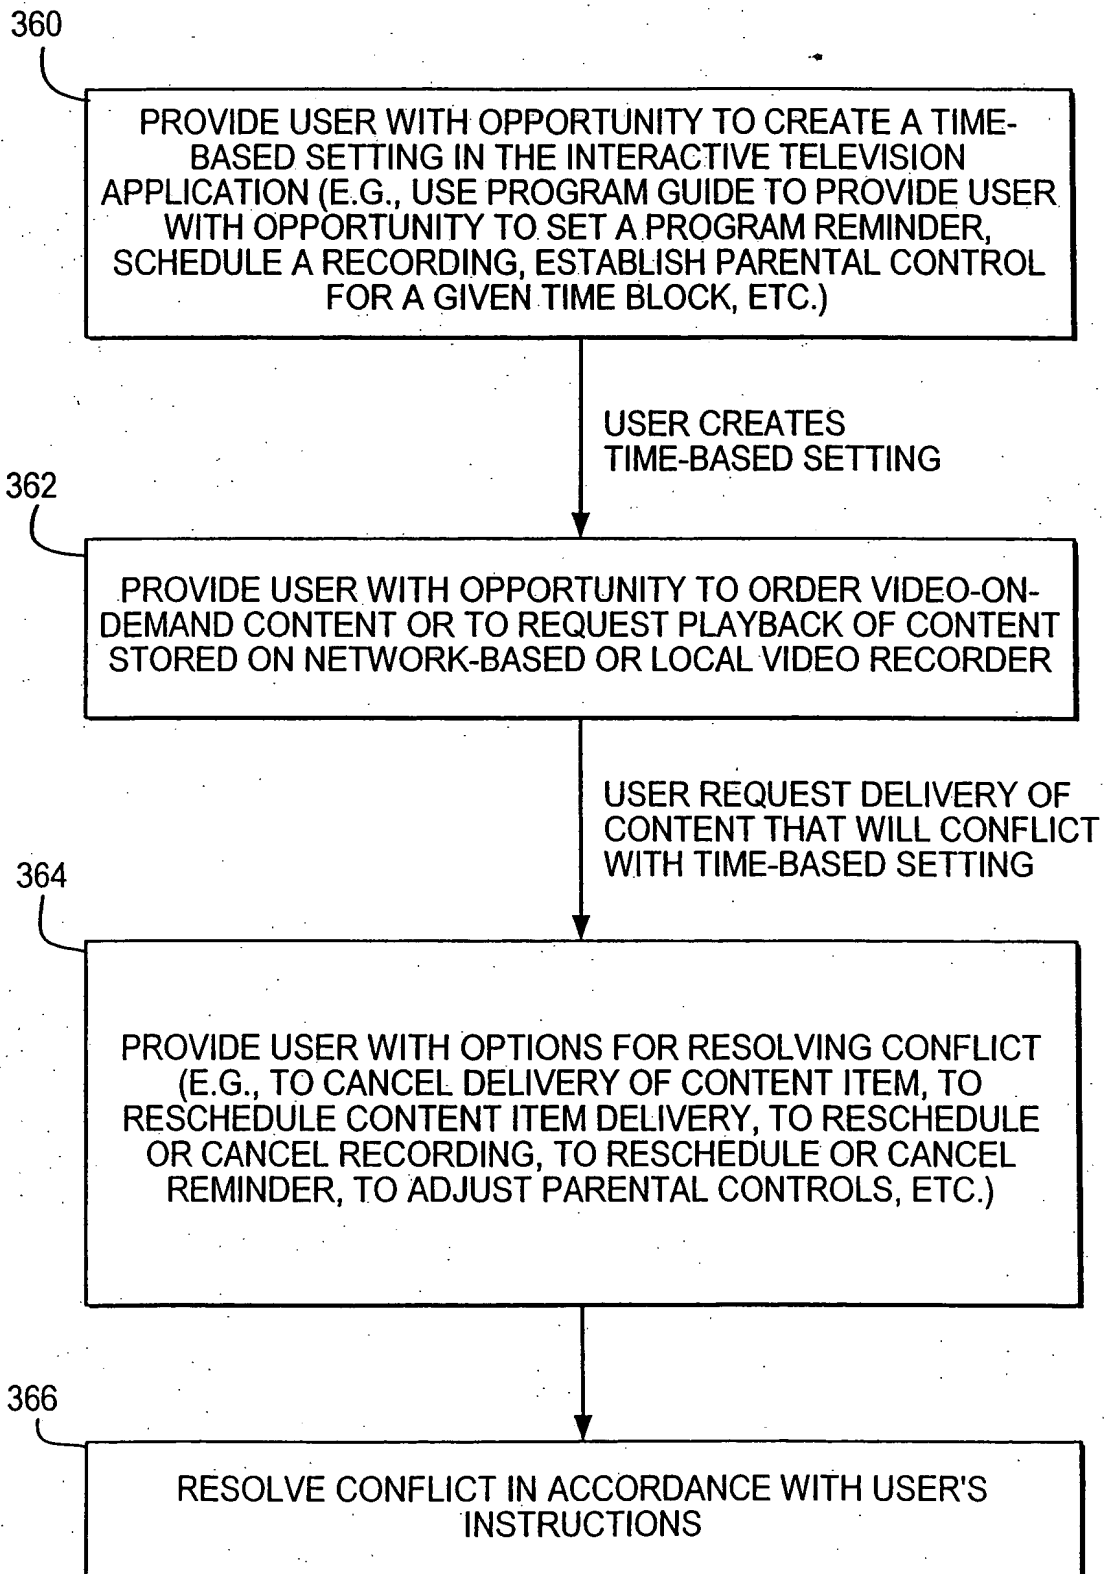 360
PROVIDE USER WITH OPPORTUNITY TO CREATE A TIME-
BASED SETTING IN THE INTERACTIVE TELEVISION
APPLICATION (E.G., USE PROGRAM GUIDE TO PROVIDE USER
WITH OPPORTUNITY TO SET A PROGRAM REMINDER,
SCHEDULE A RECORDING, ESTABLISH PARENTAL CONTROL
FOR A GIVEN TIME BLOCK, ETC.)
USER CREATES
TIME-BASED SETTING
362
PROVIDE USER WITH OPPORTUNITY TO ORDER VIDEO-ON-
DEMAND CONTENT OR TO REQUEST PLAYBACK OF CONTENT
STORED ON NETWORK-BASED OR LOCAL VIDEO RECORDER
USER REQUEST DELIVERY OF
CONTENT THAT WILL CONFLICT
WITH TIME-BASED SETTING
364
PROVIDE USER WITH OPTIONS FOR RESOLVING CONFLICT
(E.G., TO CANCEL DELIVERY OF CONTENT ITEM, TO
RESCHEDULE CONTENT ITEM DELIVERY, TO RESCHEDULE
OR CANCEL RECORDING, TO RESCHEDULE OR CANCEL
REMINDER, TO ADJUST PARENTAL CONTROLS, ETC.)
366
RESOLVE CONFLICT IN ACCORDANCE WITH USER'S
INSTRUCTIONS